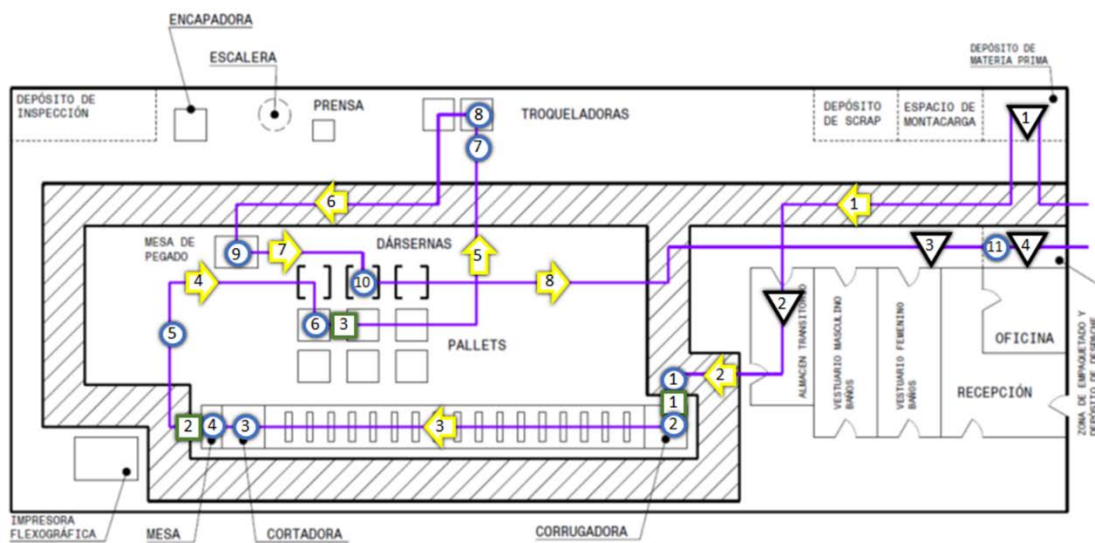 ENCAPADORA
ESCALERA
DEPÓSITO DE
MATERIA PRIMA
DEPÓSITO DE
INSPECCIÓN
PRENSA
TROQUELADORAS
DEPÓSITO
DE SCRAP
ESPACIO DE
MONTACARGA
1
8
7
6
1
MESA DE
PEGADO
9
7
DÁRSERNAS
5
3
11
4
4
10
8
2
5
6
3
PALLETS
ALMACEN TRANSITORIO
VESTUARIO MASCULINO
BAÑOS
VESTUARIO FEMENINO
BAÑOS
OFICINA
RECEPCIÓN
ZONA DE EMPAQUETADO Y
DEPÓSITO DE DESPACHE
1
2
1
2
4
3
3
2
IMPRESORA
FLEXOGRÁFICA
MESA
CORTADORA
CORRUGADORA